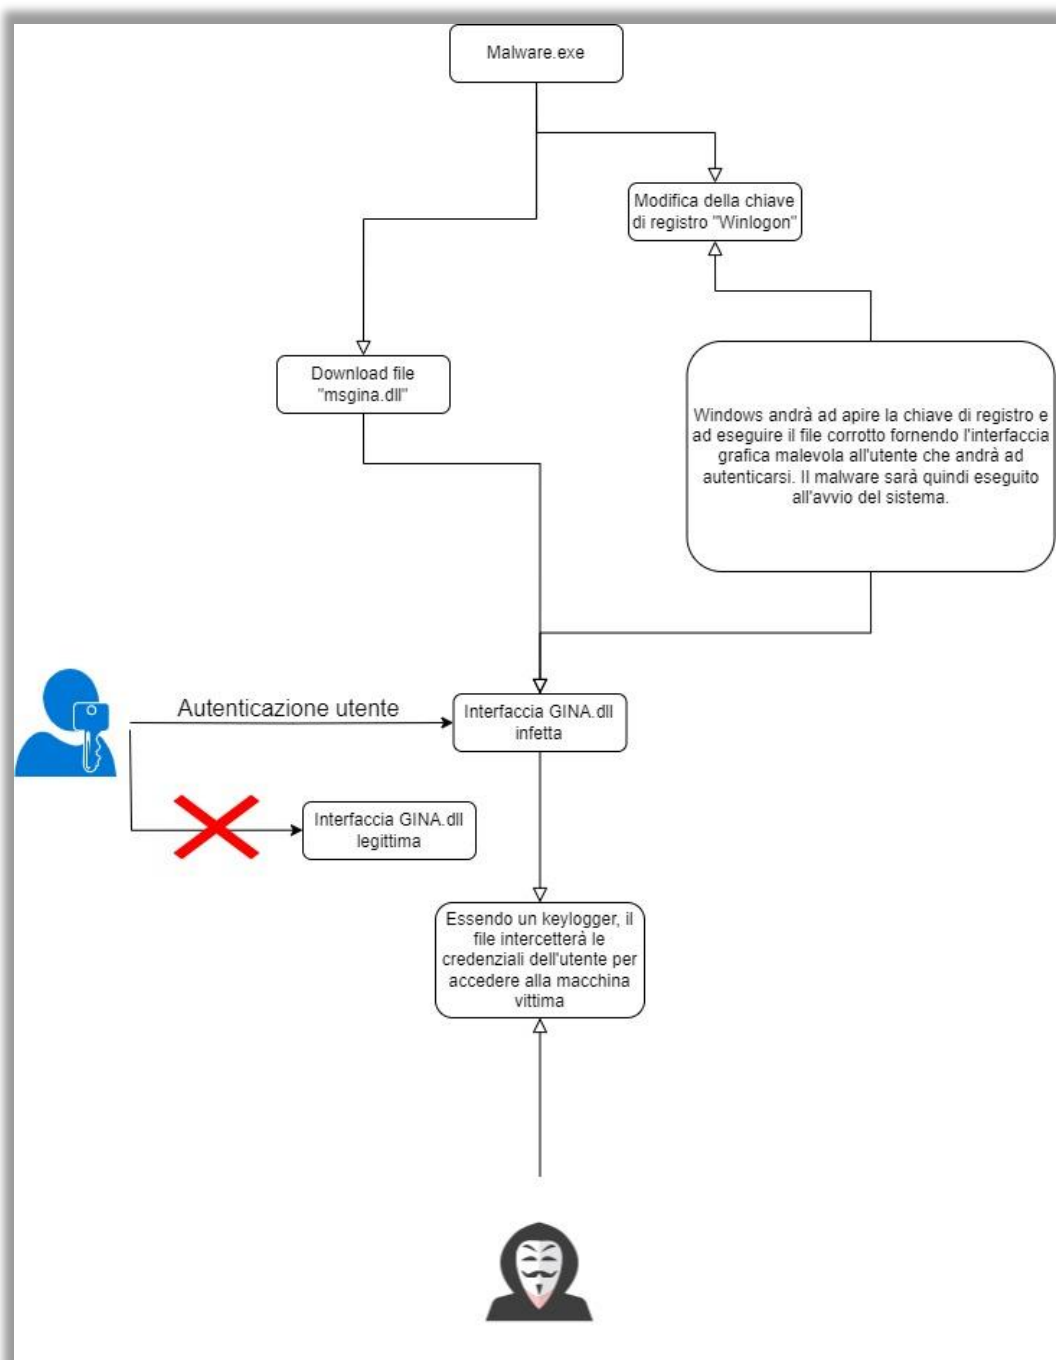 Malware.exe
Modifica della chiave
di registro "Winlogon"
Download file
"msgina.dll"
Windows andrà ad apire la chiave di registro e
ad eseguire il file corrotto fornendo l'interfaccia
grafica malevola all'utente che andrà ad
autenticarsi. Il malware sarà quindi eseguito
all'avvio del sistema.
Autenticazione utente
Interfaccia GINA.dll
infetta
Interfaccia GINA.dll
legittima
Essendo un keylogger, il
file intercetterà le
credenziali dell'utente per
accedere alla macchina
vittima